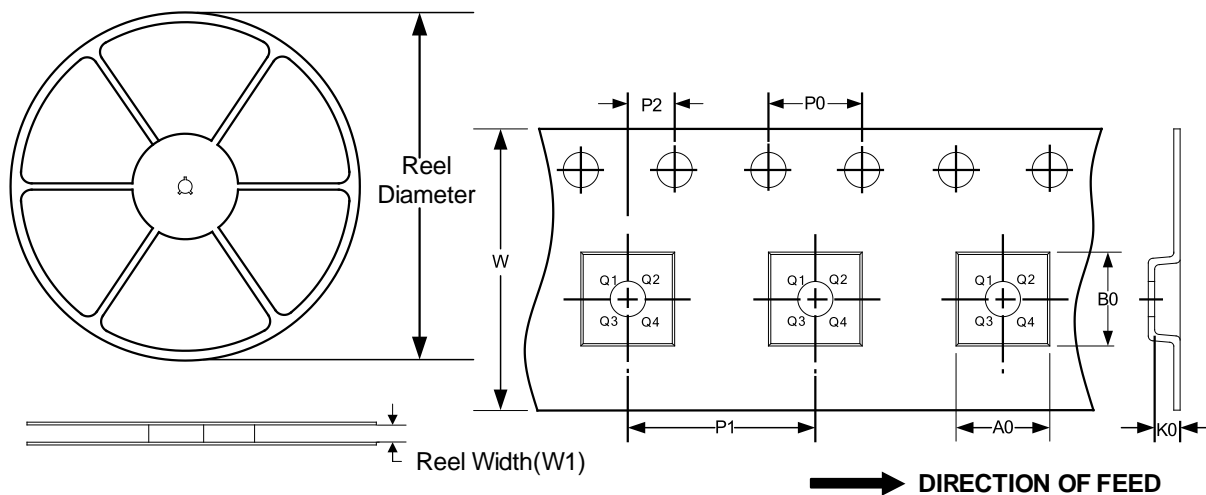 P2
P0
Reel
Diameter
W
Q1 Q2
Q3 Q4
Q1 Q2
Q3 Q4
Q1 Q2
Q3 Q4
B0
P1
A0
K0
Reel Width(W1)
DIRECTION OF FEED